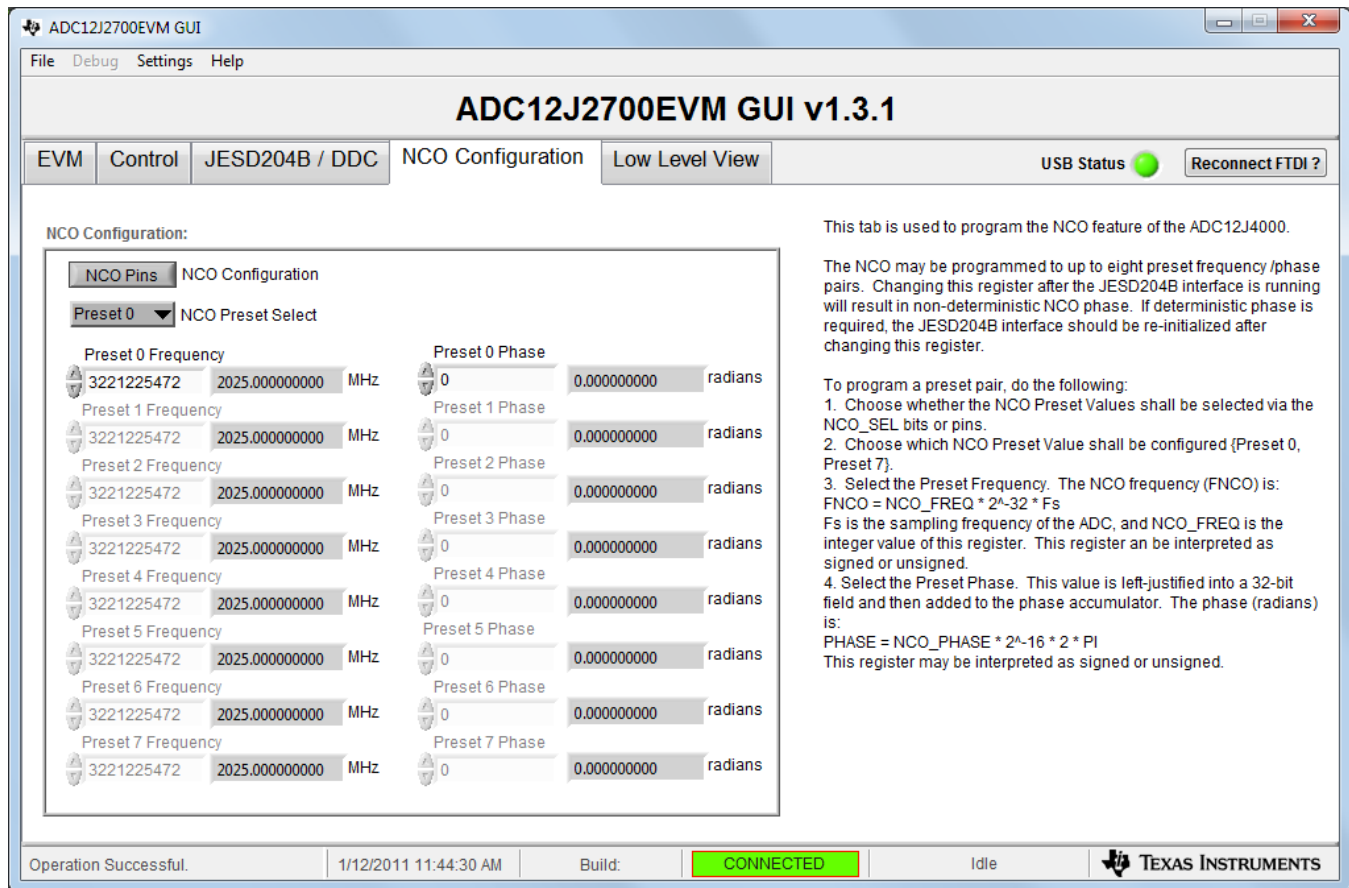 ADC12J2700EVM GUI
File Debug Settings Help
ADC12J2700EVM GUI v1.3.1
EVM Control JESD204B / DDC NCO Configuration Low Level View
USB Status Reconnect FTDI ?
NCO Configuration:
NCO Pins NCO Configuration
Preset 0 NCO Preset Select
Preset 0 Frequency Preset 0 Phase
3221225472 2025.000000000 MHz 0 0.000000000 radians
Preset 1 Frequency Preset 1 Phase
3221225472 2025.000000000 MHz 0 0.000000000 radians
Preset 2 Frequency Preset 2 Phase
3221225472 2025.000000000 MHz 0 0.000000000 radians
Preset 3 Frequency Preset 3 Phase
3221225472 2025.000000000 MHz 0 0.000000000 radians
Preset 4 Frequency Preset 4 Phase
3221225472 2025.000000000 MHz 0 0.000000000 radians
Preset 5 Frequency Preset 5 Phase
3221225472 2025.000000000 MHz 0 0.000000000 radians
Preset 6 Frequency Preset 6 Phase
3221225472 2025.000000000 MHz 0 0.000000000 radians
Preset 7 Frequency Preset 7 Phase
3221225472 2025.000000000 MHz 0 0.000000000 radians
This tab is used to program the NCO feature of the ADC12J4000.
The NCO may be programmed to up to eight preset frequency /phase
pairs. Changing this register after the JESD204B interface is running
will result in non-deterministic NCO phase. If deterministic phase is
required, the JESD204B interface should be re-initialized after
changing this register.
To program a preset pair, do the following:
1. Choose whether the NCO Preset Values shall be selected via the
NCO_SEL bits or pins.
2. Choose which NCO Preset Value shall be configured {Preset 0,
Preset 7}.
3. Select the Preset Frequency. The NCO frequency (FNCO) is:
FNCO = NCO_FREQ * 2^-32 * Fs
Fs is the sampling frequency of the ADC, and NCO_FREQ is the
integer value of this register. This register an be interpreted as
signed or unsigned.
4. Select the Preset Phase. This value is left-justified into a 32-bit
field and then added to the phase accumulator. The phase (radians)
is:
PHASE = NCO_PHASE * 2^-16 * 2 * PI
This register may be interpreted as signed or unsigned.
Operation Successful. 1/12/2011 11:44:30 AM Build: CONNECTED Idle TEXAS INSTRUMENTS